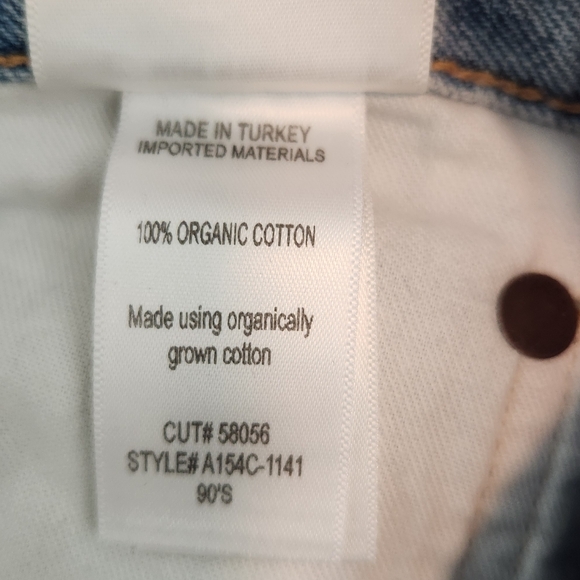 MADE IN TURKEY
IMPORTED MATERIALS
100% ORGANIC COTTON
Made using organically
grown cotton
CUT# 58056
STYLE# A154C-1141
90'S